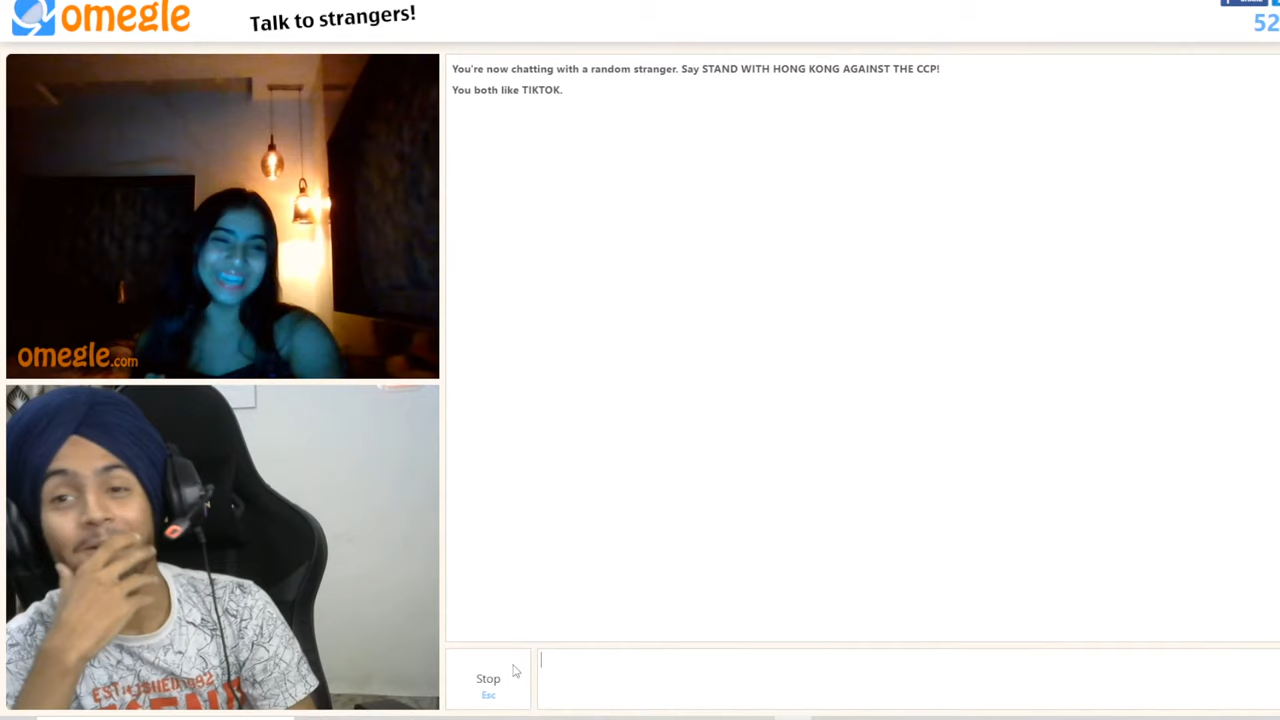 omegle
Talk to strangers!
52
You're now chatting with a random stranger. Say STAND WITH HONG KONG AGAINST THE CCP!
You both like TIKTOK.
omegle.com
Stop
Esc